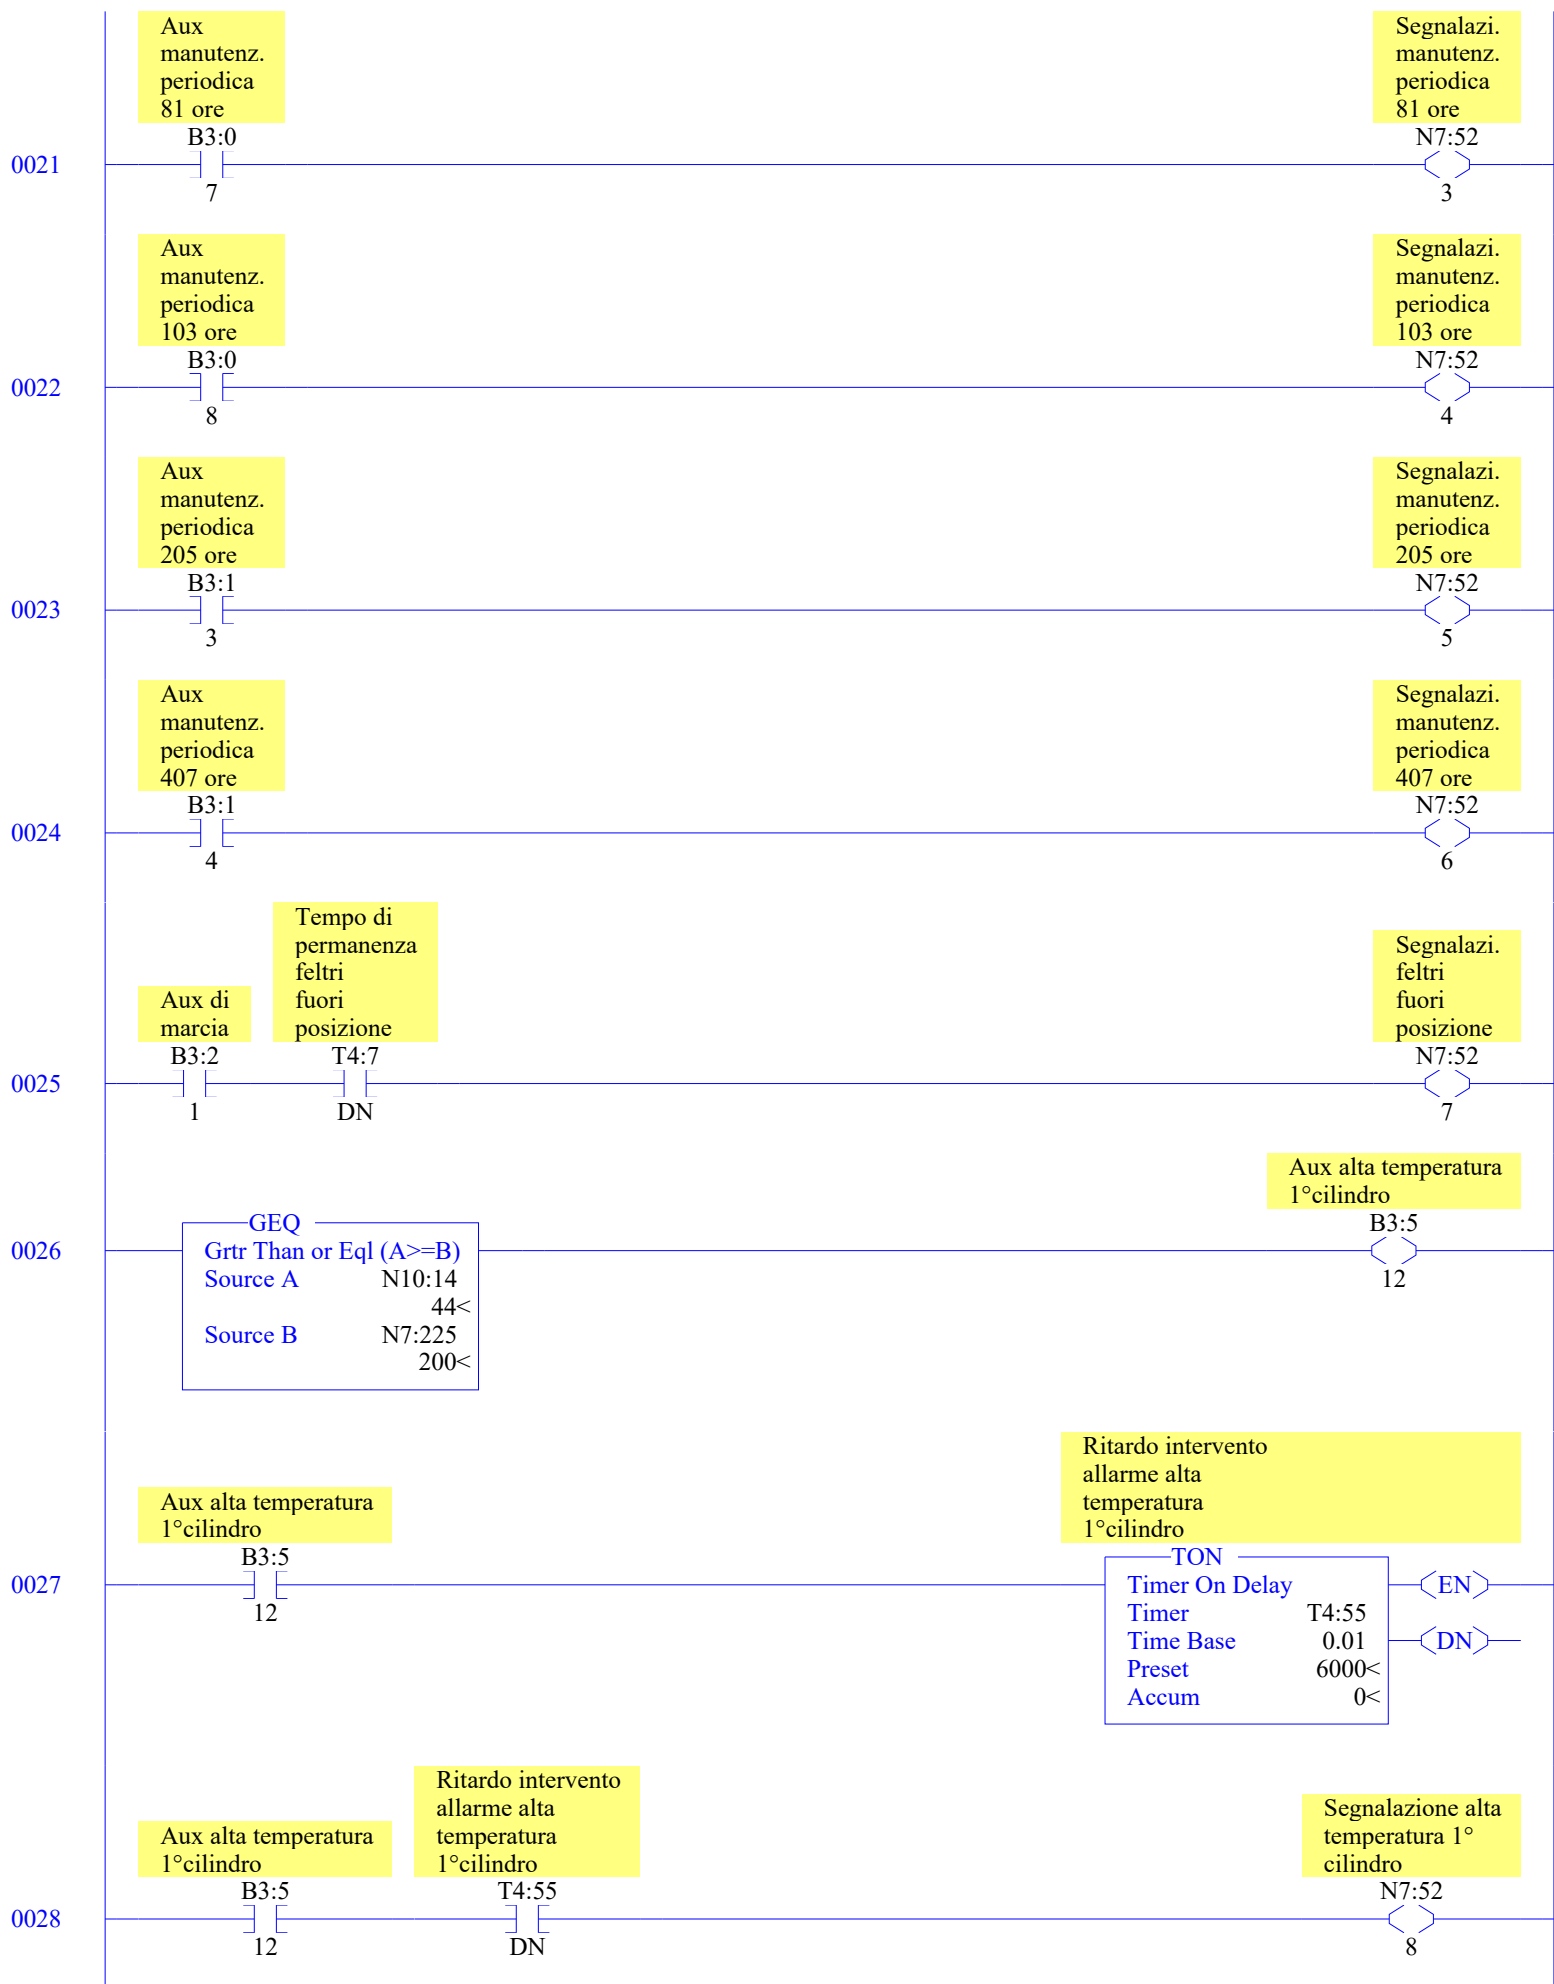 Aux
manutenz.
periodica
81 ore
B3:0
7
Segnalazi.
manutenz.
periodica
81 ore
N7:52
3
0021
Aux
manutenz.
periodica
103 ore
B3:0
8
Segnalazi.
manutenz.
periodica
103 ore
N7:52
4
0022
Aux
manutenz.
periodica
205 ore
B3:1
3
Segnalazi.
manutenz.
periodica
205 ore
N7:52
5
0023
Aux
manutenz.
periodica
407 ore
B3:1
4
Segnalazi.
manutenz.
periodica
407 ore
N7:52
6
0024
Aux di
marcia
B3:2
1
Tempo di
permanenza
feltri
fuori
posizione
T4:7
DN
Segnalazi.
feltri
fuori
posizione
N7:52
7
0025
GEQ
Grtr Than or Eql (A>=B)
Source A N10:14
44<
Source B N7:225
200<
Aux alta temperatura
1°cilindro
B3:5
12
0026
Aux alta temperatura
1°cilindro
B3:5
12
Ritardo intervento
allarme alta
temperatura
1°cilindro
TON
Timer On Delay
Timer T4:55
Time Base 0.01
Preset 6000<
Accum 0<
EN
DN
0027
Aux alta temperatura
1°cilindro
B3:5
12
Ritardo intervento
allarme alta
temperatura
1°cilindro
T4:55
DN
Segnalazione alta
temperatura 1°
cilindro
N7:52
8
0028